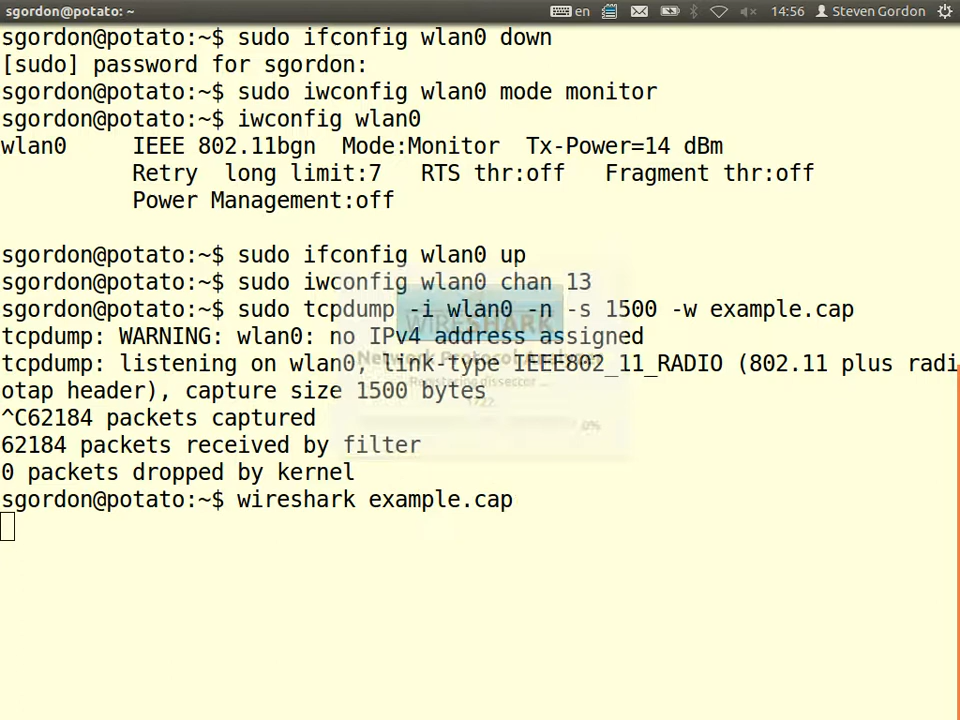 sgordon@potato: ~
en
14:56
Steven Gordon
sgordon@potato:~$ sudo ifconfig wlan0 down
[sudo] password for sgordon:
sgordon@potato:~$ sudo iwconfig wlan0 mode monitor
sgordon@potato:~$ iwconfig wlan0
wlan0     IEEE 802.11bgn  Mode:Monitor  Tx-Power=14 dBm
          Retry  long limit:7   RTS thr:off   Fragment thr:off
          Power Management:off
sgordon@potato:~$ sudo ifconfig wlan0 up
sgordon@potato:~$ sudo iwconfig wlan0 chan 13
sgordon@potato:~$ sudo tcpdump -i wlan0 -n -s 1500 -w example.cap
tcpdump: WARNING: wlan0: no IPv4 address assigned
tcpdump: listening on wlan0, link-type IEEE802_11_RADIO (802.11 plus radi
otap header), capture size 1500 bytes
^C62184 packets captured
62184 packets received by filter
0 packets dropped by kernel
sgordon@potato:~$ wireshark example.cap
WIRESHARK
Network Protocol Analyzer
Registering dissector ...